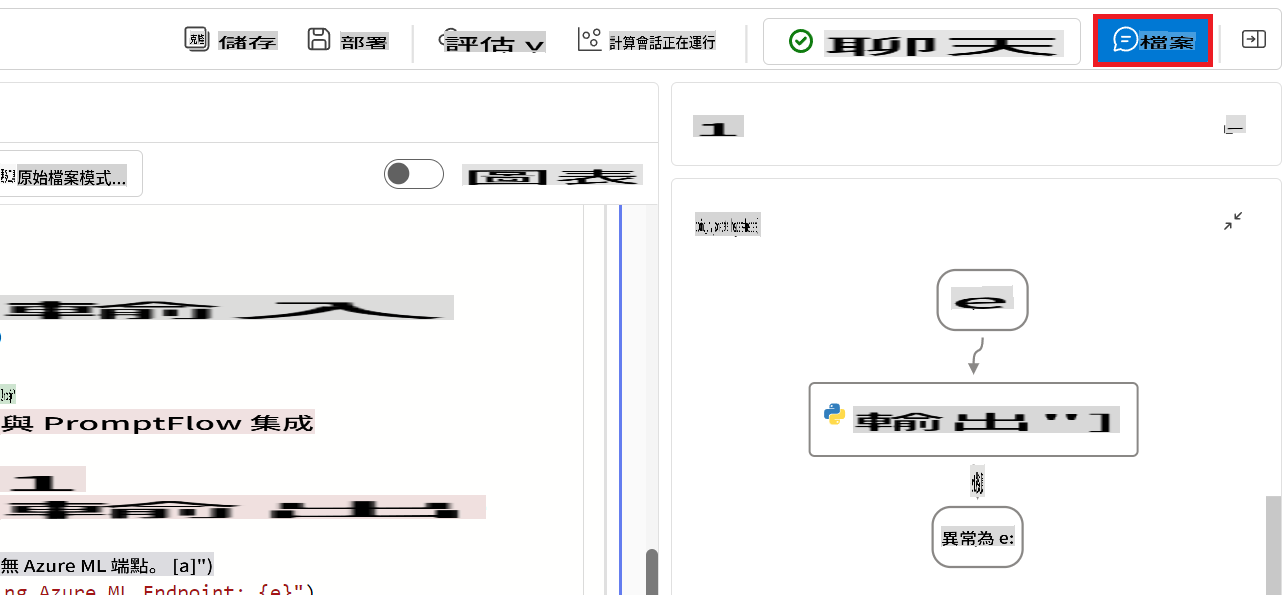 克隆
儲存
部署
評估 v
計算會話正在運行
聊天
檔案
原始檔案模式...
圖表
1
輸入
與 PromptFlow 集成
1
輸出
無 Azure ML 端點。 [a]")
ng Azure ML Endpoint: {e}")
e
輸出"]
異常為 e: